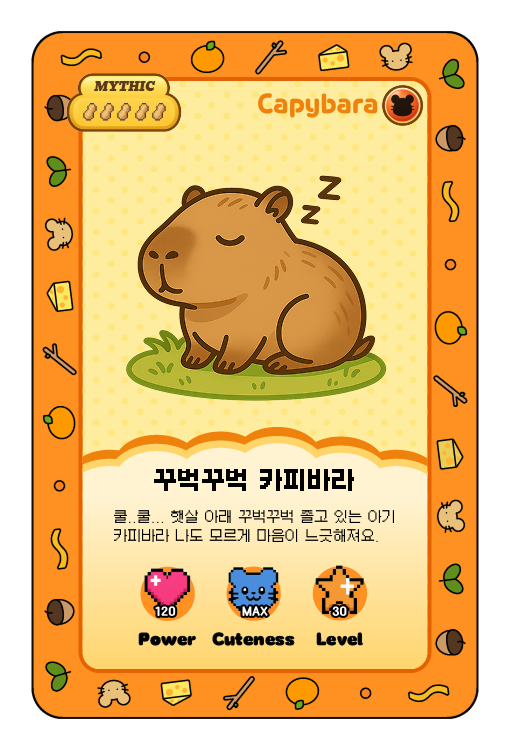 MYTHIC
Capybara
Z
Z
꾸벅꾸벅 카피바라
쿨..쿨... 햇살 아래 꾸벅꾸벅 졸고 있는 아기
카피바라 나도 모르게 마음이 느긋해져요.
120 MAX 30
Power Cuteness Level